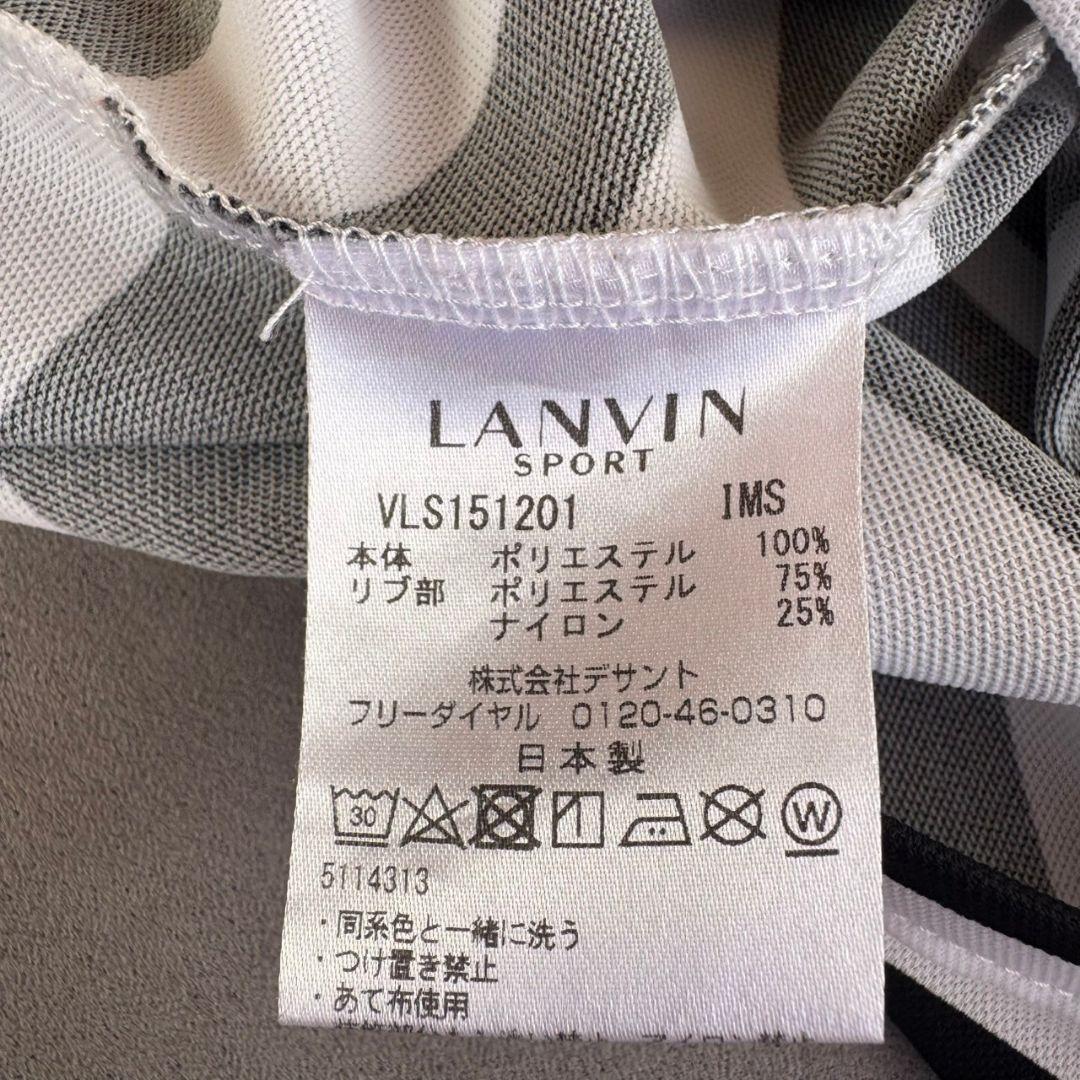 LANVIN
SPORT
VLS151201 IMS
本体 ポリエステル 100%
リブ部 ポリエステル 75%
ナイロン 25%
株式会社デサント
フリーダイヤル 0120-46-0310
日本製
30 W
5114313
・同系色と一緒に洗う
・つけ置き禁止
・あて布使用